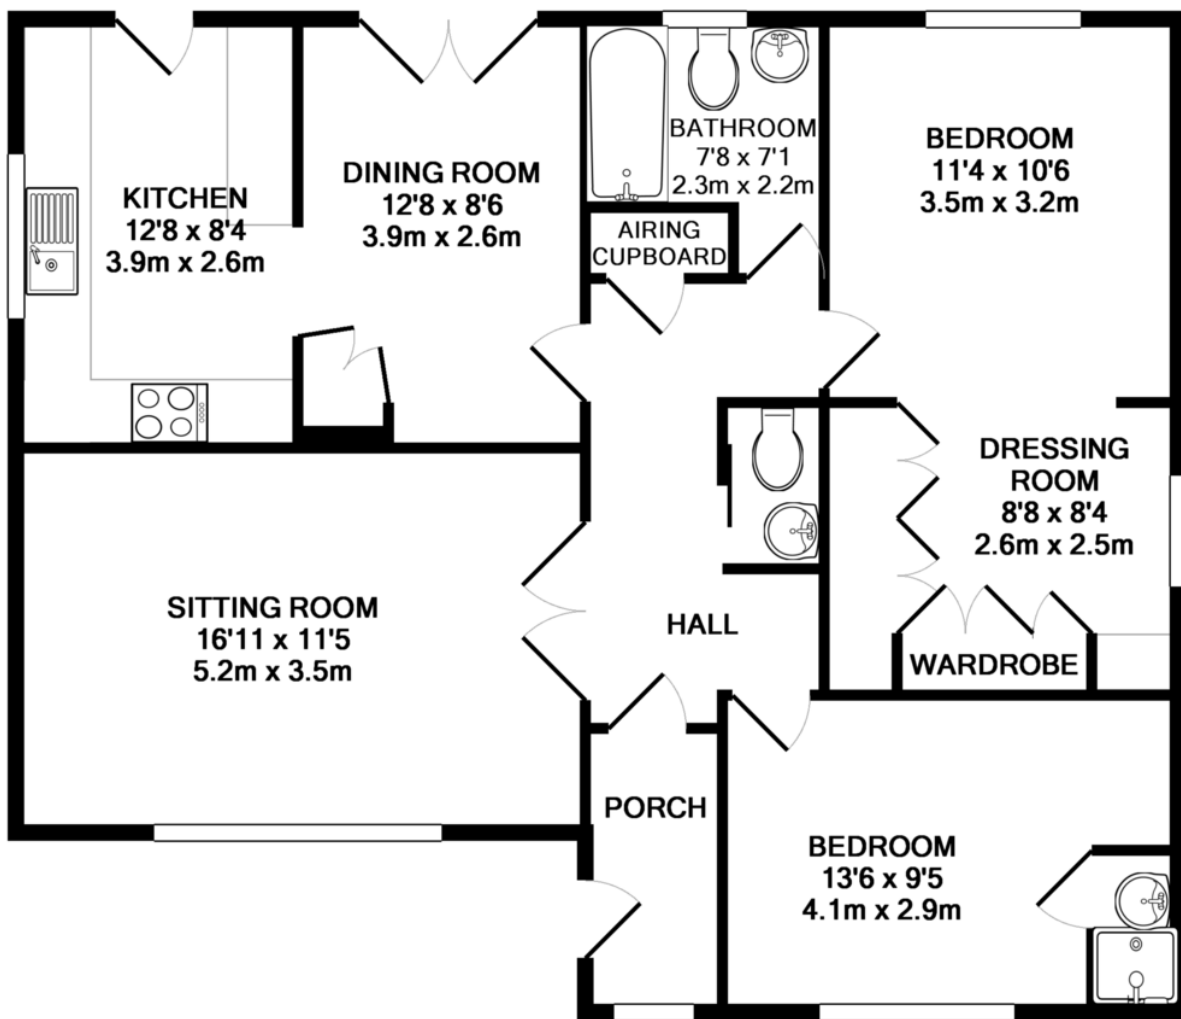 KITCHEN
12'8 x 8'4
3.9m x 2.6m
DINING ROOM
12'8 x 8'6
3.9m x 2.6m
BATHROOM
7'8 x 7'1
2.3m x 2.2m
AIRING
CUPBOARD
BEDROOM
11'4 x 10'6
3.5m x 3.2m
DRESSING
ROOM
8'8 x 8'4
2.6m x 2.5m
WARDROBE
SITTING ROOM
16'11 x 11'5
5.2m x 3.5m
HALL
PORCH
BEDROOM
13'6 x 9'5
4.1m x 2.9m